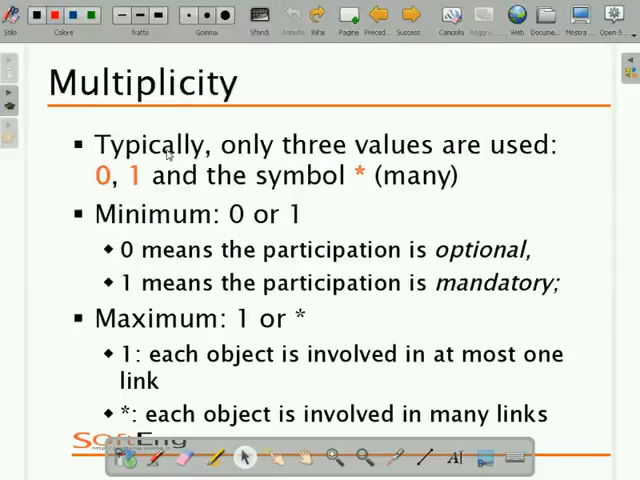 Stilo
Colore
Tratto
Gomma
Sfondi
Rifai
Pagine
Preced...
Success.
Cancella
Web
Docume...
Mostra ...
Open-S...
Multiplicity
▪ Typically, only three values are used:
0, 1 and the symbol * (many)
▪ Minimum: 0 or 1
◆ 0 means the participation is optional,
◆ 1 means the participation is mandatory;
▪ Maximum: 1 or *
◆ 1: each object is involved in at most one
link
◆ *: each object is involved in many links
SoftEng